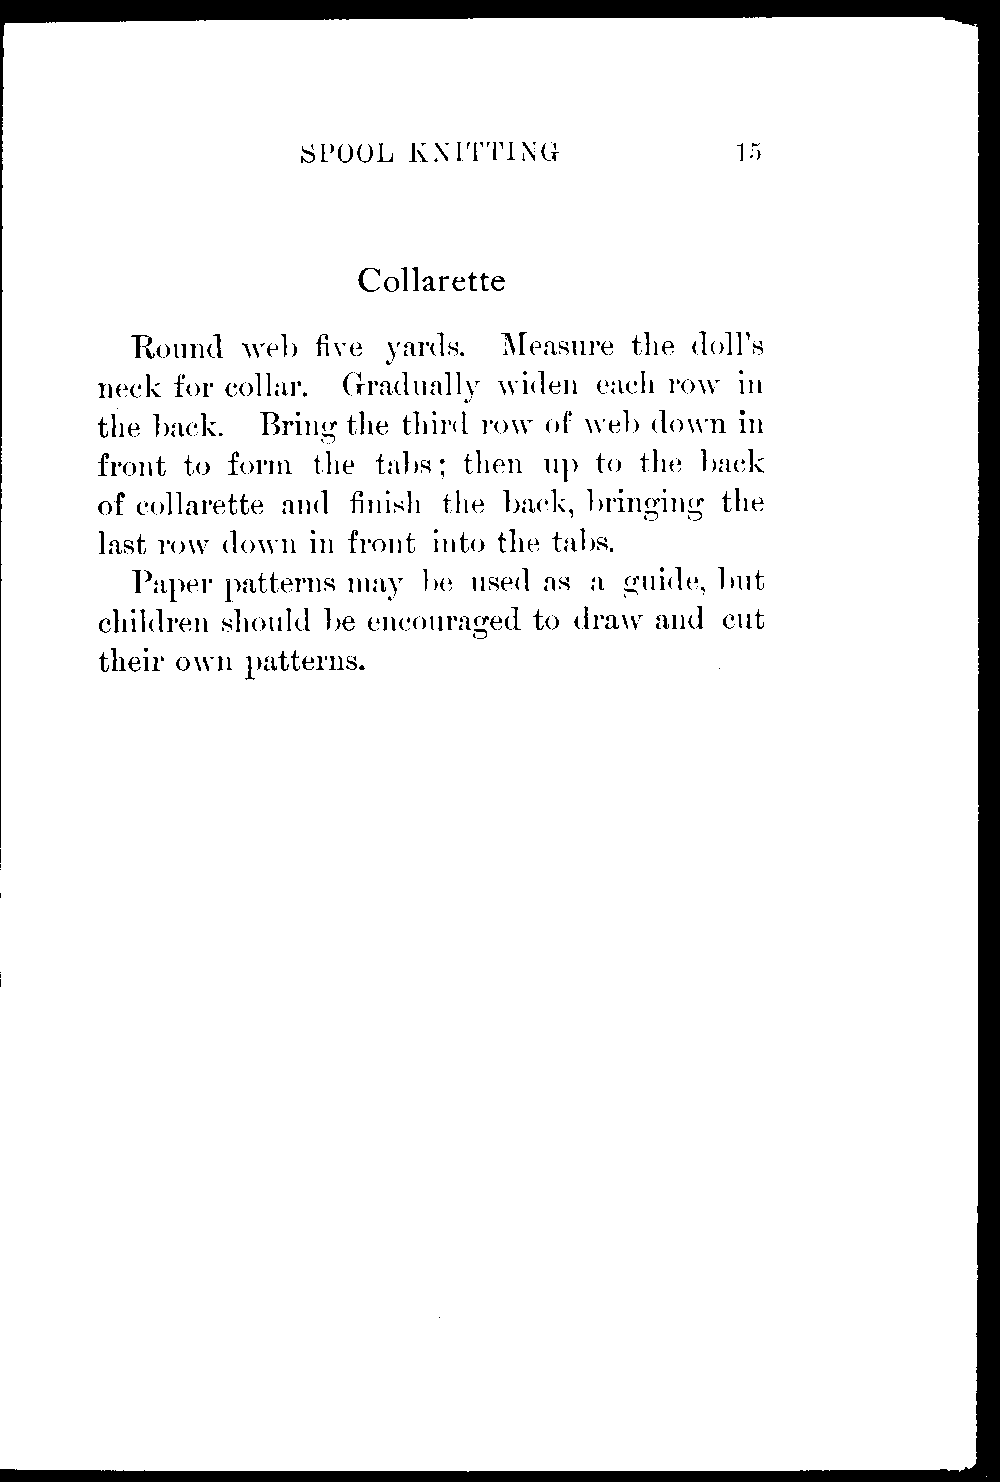 SPOOL KNITTING 15
Collarette
Round web five yards. Measure the doll's
neck for collar. Gradually widen each row in
the back. Bring the third row of web down in
front to form the tabs; then up to the back
of collarette and finish the back, bringing the
last row down in front into the tabs.
Paper patterns may be used as a guide, but
children should be encouraged to draw and cut
their own patterns.